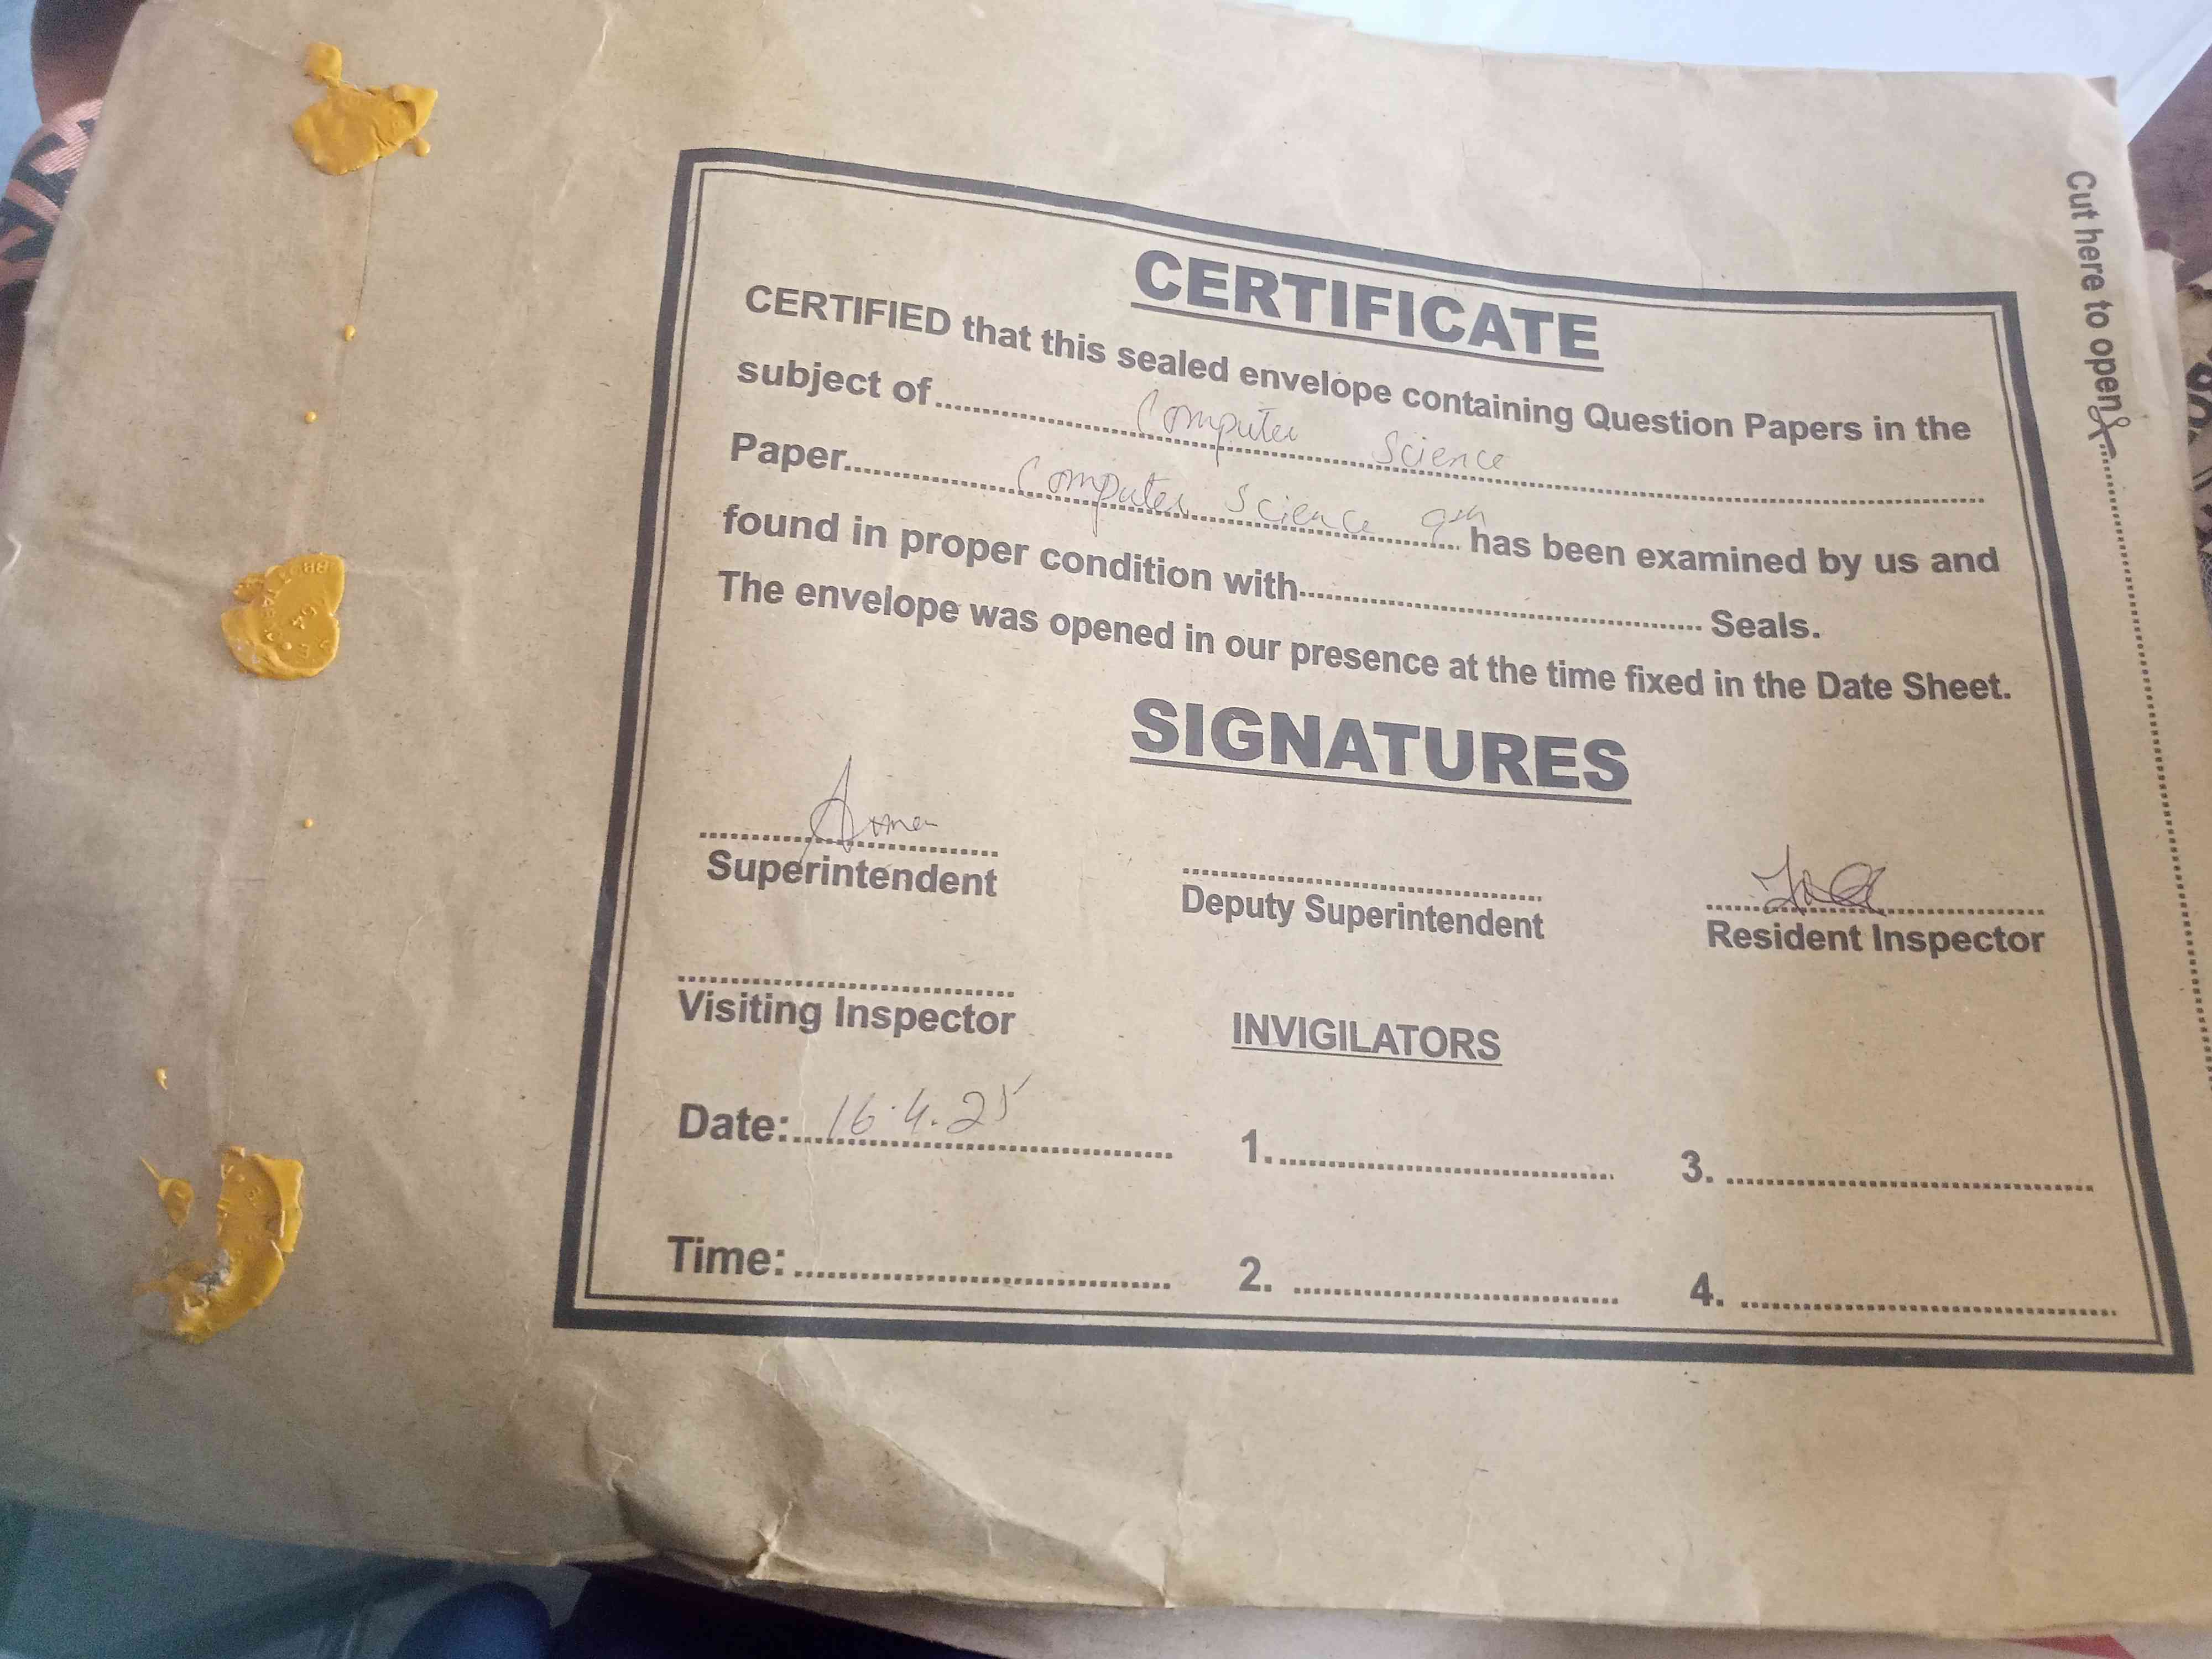 CERTIFICATE
CERTIFIED that this sealed envelope containing Question Papers in the
subject of Computer Science
Paper Computer Science 9th has been examined by us and
found in proper condition with.................... Seals.
The envelope was opened in our presence at the time fixed in the Date Sheet.
SIGNATURES
Superintendent
Deputy Superintendent
Resident Inspector
Visiting Inspector
INVIGILATORS
Date: 16.4.25
1.
3.
Time:
2.
4.
Cut here to open